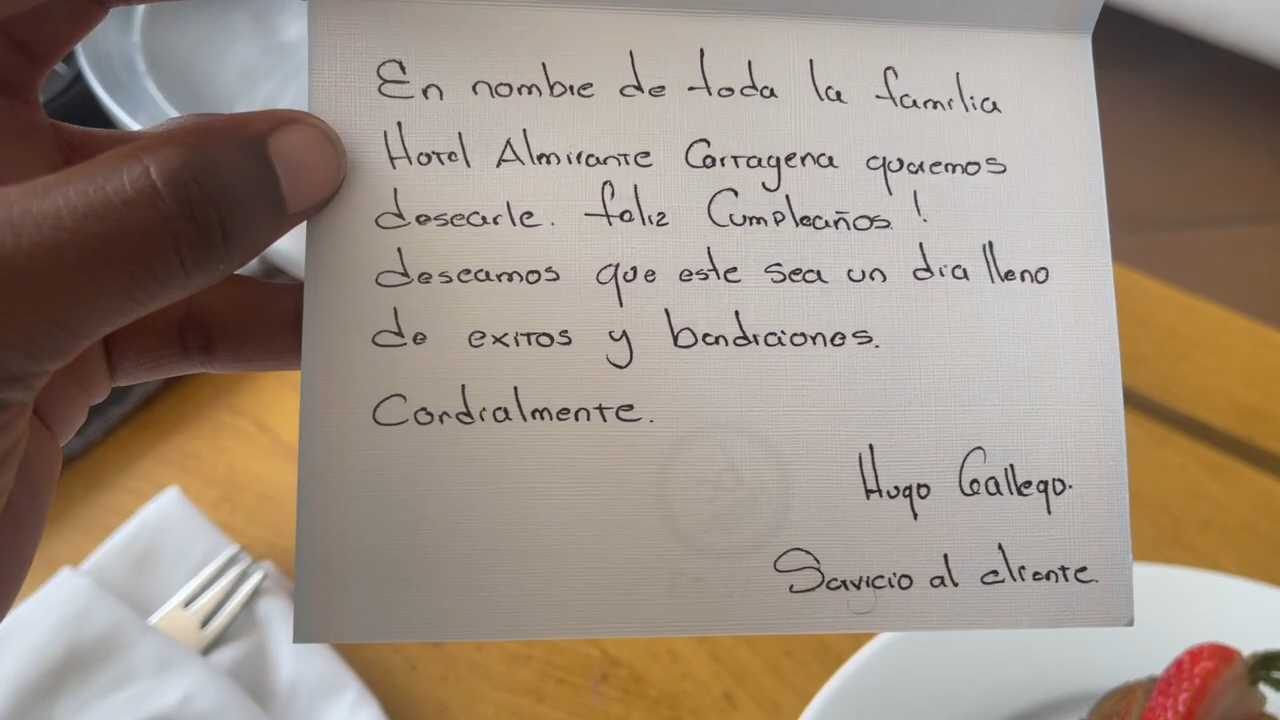 En nombre de toda la familia
Hotel Almirante Cartagena queremos
desearle. feliz Cumpleaños!
deseamos que este sea un dia lleno
de exitos y bendiciones.
Cordialmente.
Hugo Gallego.
Servicio al cliente.